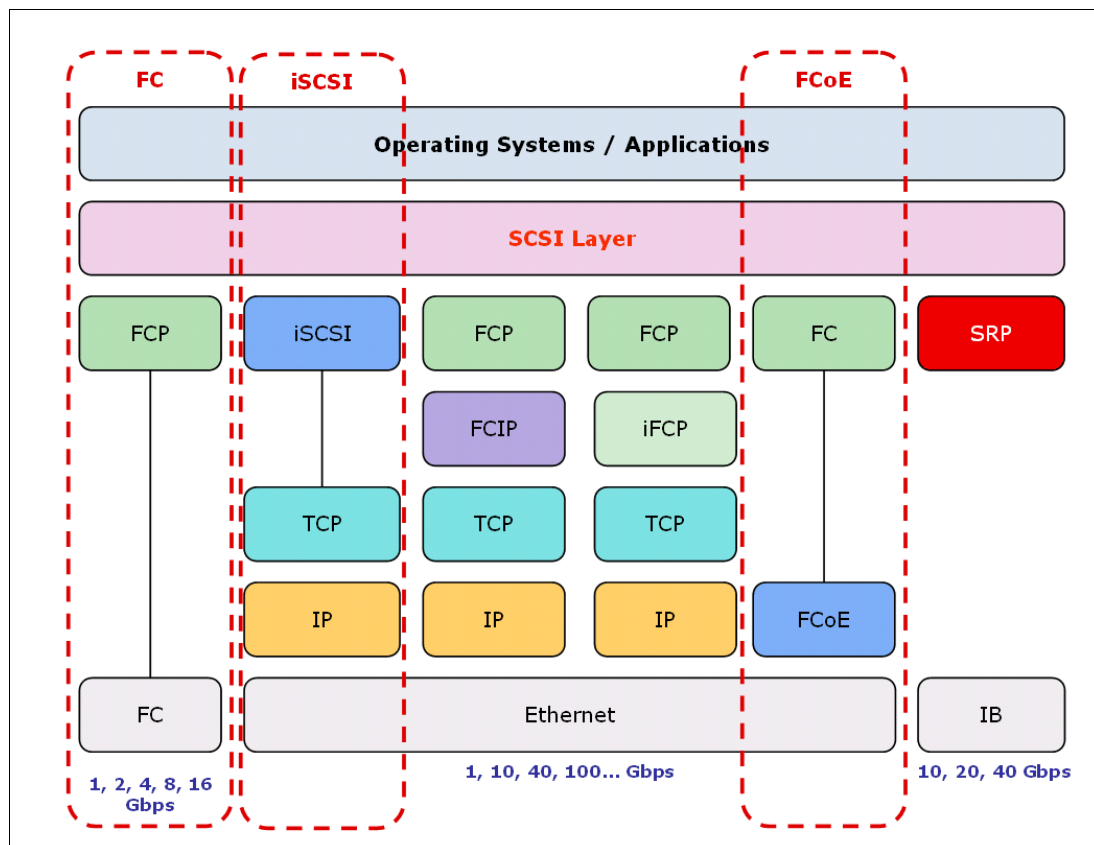 FC
iSCSI
FCoE
Operating Systems / Applications
SCSI Layer
FCP
iSCSI
FCP
FCP
FC
SRP
FCIP
iFCP
TCP
TCP
TCP
IP
IP
IP
FCoE
FC
Ethernet
IB
1, 2, 4, 8, 16
Gbps
1, 10, 40, 100... Gbps
10, 20, 40 Gbps